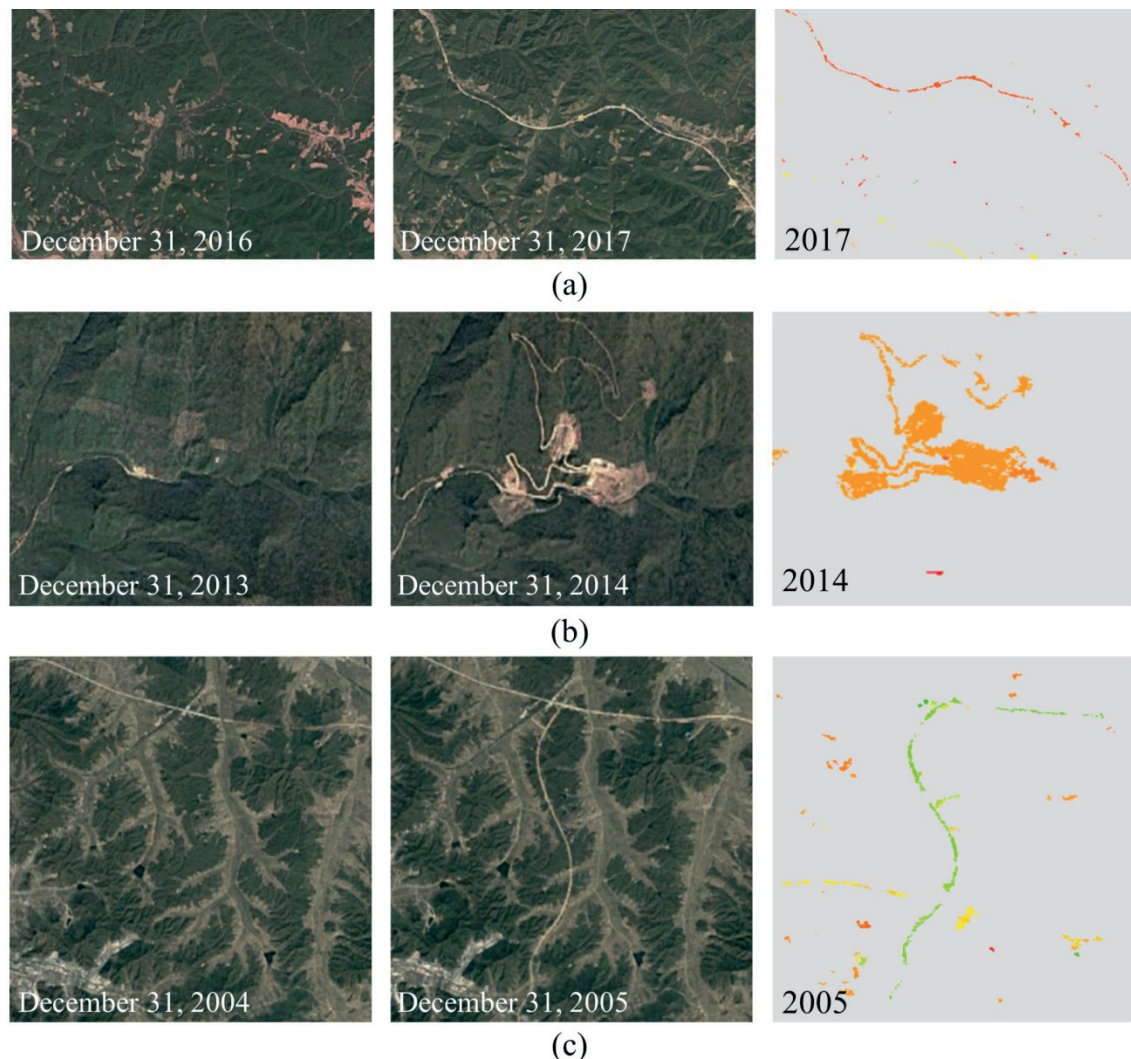 December 31, 2016
December 31, 2017
2017
(a)
December 31, 2013
December 31, 2014
2014
(b)
December 31, 2004
December 31, 2005
2005
(c)